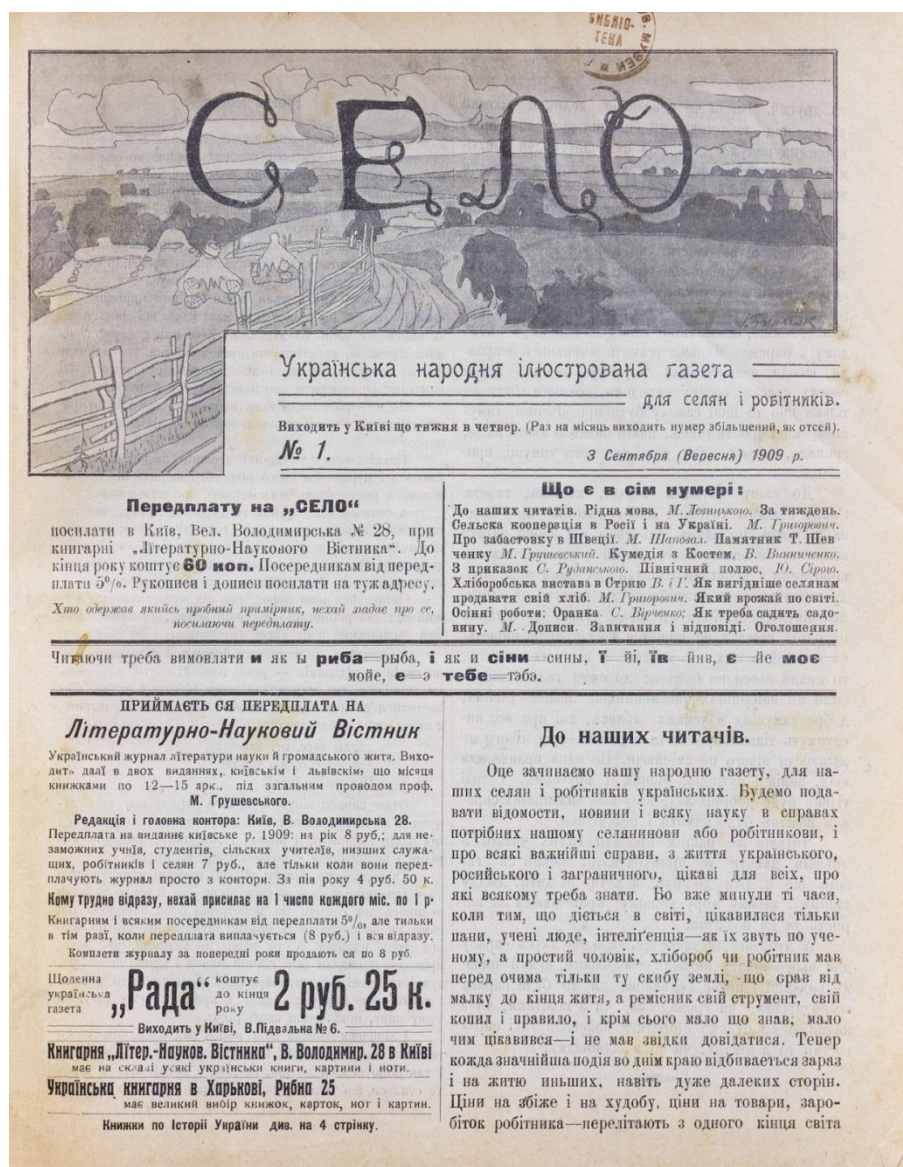 БИБЛІО-
ТЕКА
СЕЛО
Українська народня ілюстрована газета
для селян і робітників.
Виходить у Київі що тижня в четвер. (Раз на місяць виходить нумер збільшений, як отсей).
№ 1.
3 Сентября (Вересня) 1909 р.
Передплату на „СЕЛО“
посилати в Київ, Вел. Володимирська № 28, при
книгарні „Літературно-Наукового Вістника“. До
кінця року коштує 60 коп. Посередникам від перед-
плати 5%. Рукописи і дописи посилати на ту ж адресу.
Хто одержав якийсь пробний примірник, нехай згадає про се,
посилаючи передплату.
Що є в сім нумері:
До наших читачів. Рідна мова, М. Левицького. За тиждень.
Сельска кооперація в Росії і на Україні. М. Григорович.
Про забастовку в Швеції. М. Шаповал. Памятник Т. Шев
ченку М. Грушевський. Кумедія з Костем, В. Винниченко.
З приказок С. Руданського. Північний полюс, Ю. Сірого.
Хліборобська вистава в Стрию В. і Г. Як вигідніше селянам
продавати свій хліб. М. Григорович. Який врожай по світі.
Осінні роботи: Оранка. С. Вірченко; Як треба садить садо-
вину. М. Дописи. Запитання і відповіді. Оголошення.
Читаючи треба вимовляти и як ы риба=рыба, і як и сіни=сины, ї=йі, їв=йив, є=йе моє
мойе, е=э тебе=тэбэ.
ПРИЙМАЄТЬ СЯ ПЕРЕДПЛАТА НА
Літературно-Науковий Вістник
Український журнал літератури науки й громадського житя. Вихо-
дить далї в двох виданнях, київськім і львівскім що місяця
книжками по 12—15 арк., під загальним проводом проф.
М. Грушевського.
Редакція і головна контора: Київ, В. Володимирська 28.
Передплата на виданнє київське р. 1909: на рік 8 руб.; для не-
заможних учнїв, студентів, сільских учителїв, низших служа-
щих, робітників і селян 7 руб., але тільки коли вони перед-
плачують журнал просто з контори. За пів року 4 руб. 50 к.
Кому трудно відразу, нехай присилає на 1 число кождого міс. по 1 р.
Книгарням і всяким посередникам від передплати 5%, але тильки
в тім разї, коли передплата виплачується (8 руб.) і вся відразу.
Комплети журналу за попередні роки продають ся по 8 руб.
Щоденна
українська
газета
„Рада“
коштує
до кінця
року
2 руб. 25 к.
Виходить у Київі, В.Підвальна № 6.
Книгарня „Літер.-Науков. Вістника“, В. Володимир. 28 в Київі
має на складі усякі українськи книги, картини і ноти.
Українська книгарня в Харькові, Рибна 25
має великий вибір книжок, карток, нот і картин.
Книжки по Історії України див. на 4 стрінку.
До наших читачів.
Оце зачинаємо нашу народню газету, для на-
ших селян і робітників українських. Будемо пода-
вати відомости, новини і всяку науку в справах
потрібних нашому селянинови або робітникови, і
про всякі важнійші справи, з життя українського,
російського і заграничного, цікаві для всіх, про
які всякому треба знати. Бо вже минули ті часи,
коли тим, що діється в світі, цікавилися тільки
пани, учені люде, інтеліґенція—як їх звуть по уче-
ному, а простий чоловік, хлібороб чи робітник мав
перед очима тільки ту скибу землі, що орав від
малку до кінця житя, а ремісник свій струмент, свій
копил і правило, і крім сього мало що знав, мало
чим цікавився—і не мав звідки довідатися. Тепер
кожда значнійша подія во днім краю відбивається зараз
і на житю иньших, навіть дуже далеких сторін.
Ціни на збіже і на худобу, ціни на товари, заро-
біток робітника—перелітають з одного кінця світа